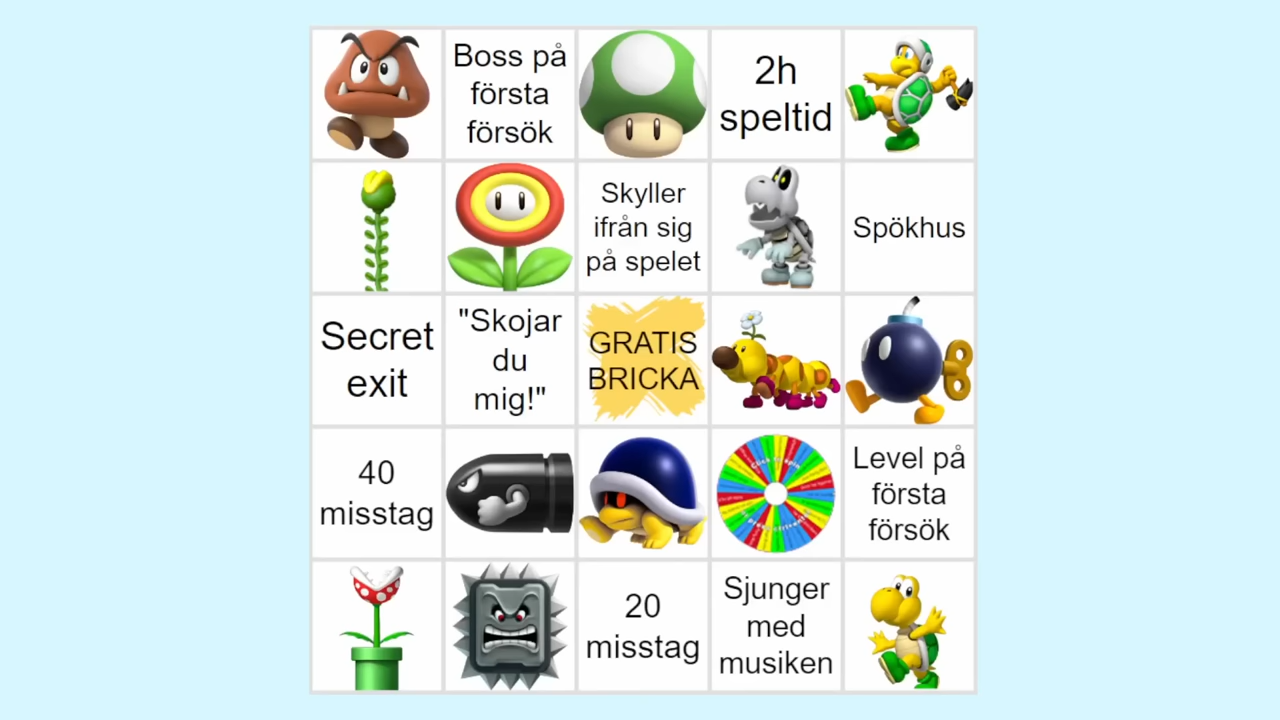 Boss på
första
försök
2h
speltid
Skyller
ifrån sig
på spelet
Spökhus
Secret
exit
"Skojar
du
mig!"
GRATIS
BRICKA
40
misstag
Level på
första
försök
20
misstag
Sjunger
med
musiken